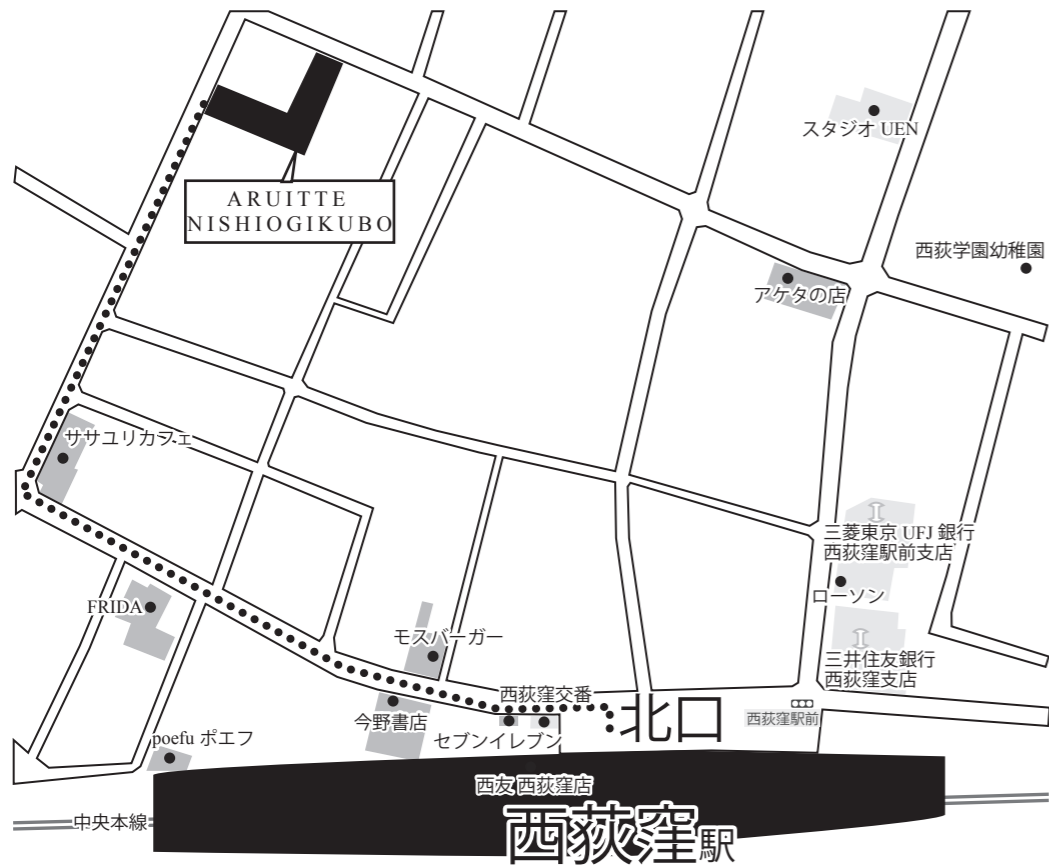 スタジオ UEN
ARUITTE
NISHIOGIKUBO
西荻学園幼稚園
アケタの店
ササユリカフェ
三菱東京 UFJ 銀行
西荻窪駅前支店
ローソン
FRIDA
モスバーガー
三井住友銀行
西荻窪支店
西荻窪交番
北口
西荻窪駅前
今野書店
セブンイレブン
poefu ポエフ
西友 西荻窪店
中央本線
西荻窪駅